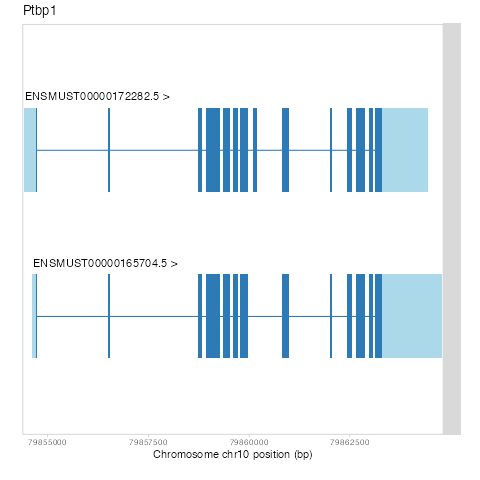 Ptbp1
ENSMUST00000172282.5 >
ENSMUST00000165704.5 >
79855000 79857500 79860000 79862500
Chromosome chr10 position (bp)